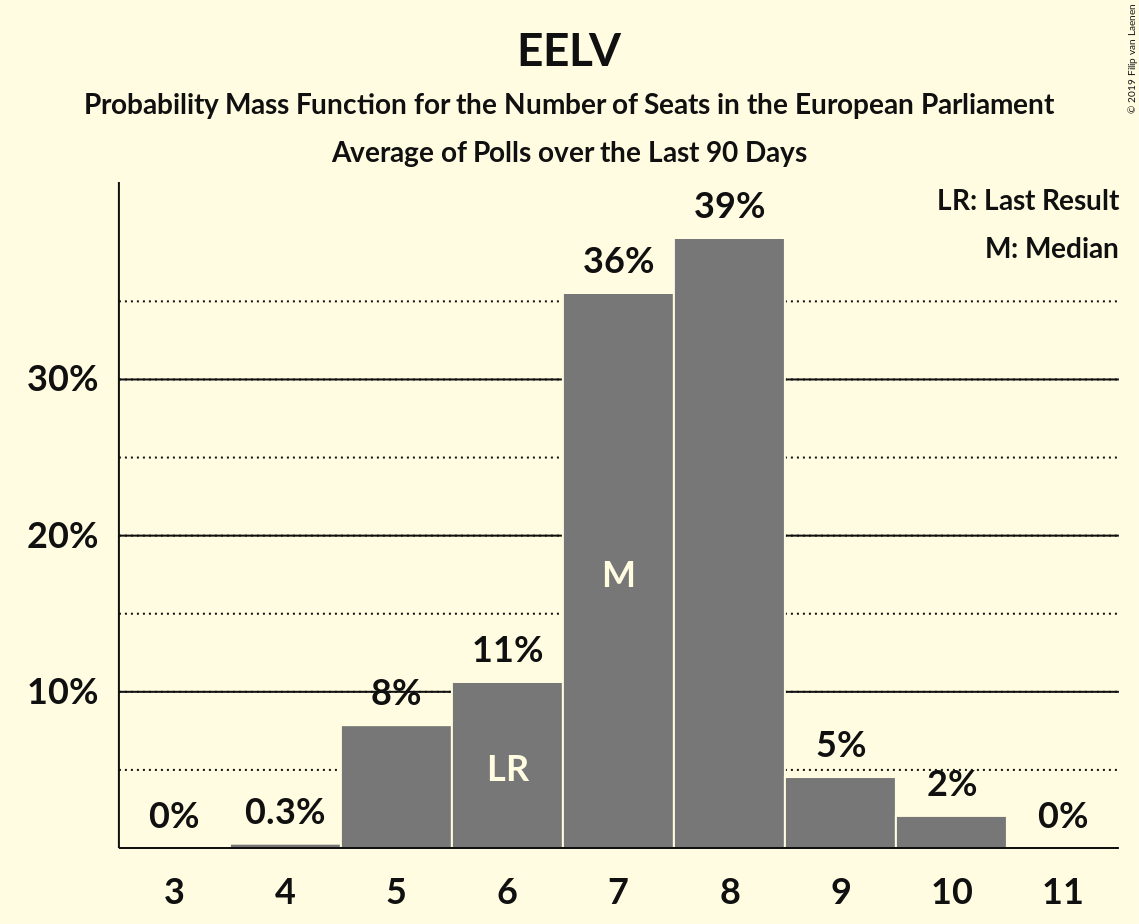 EELV
Probability Mass Function for the Number of Seats in the European Parliament
Average of Polls over the Last 90 Days
© 2019 Filip van Laenen
LR: Last Result
M: Median
39%
36%
30%
20%
M
11%
10%
8%
LR
5%
2%
0%
0.3%
0%
3 4 5 6 7 8 9 10 11